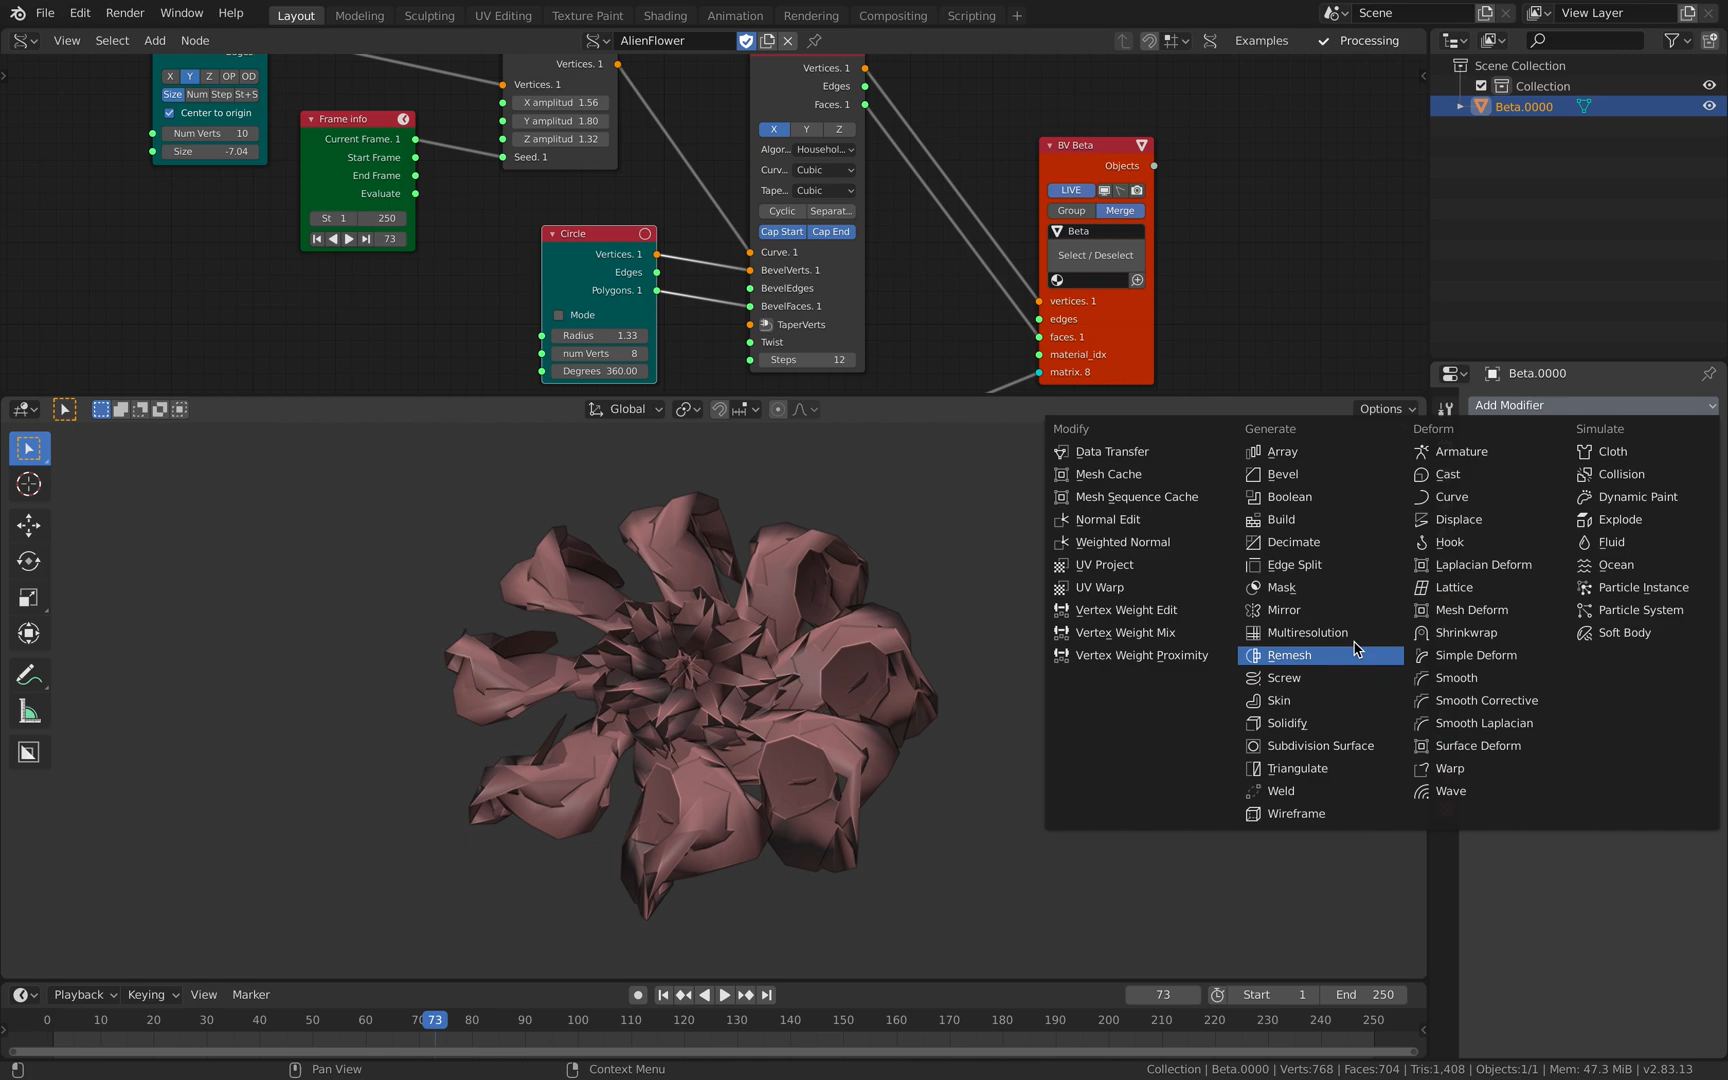 File Edit Render Window Help Layout Modeling Sculpting UV Editing Texture Paint Shading Animation Rendering Compositing Scripting + Scene View Layer
View Select Add Node AlienFlower Examples Processing
Scene Collection
Collection
Beta.0000
X Y Z OP OD
Size Num Step St+S
Center to origin
Num Verts 10
Size -7.04
Frame info
Current Frame. 1
Start Frame
End Frame
Evaluate
St 1 250
73
Vertices. 1
Vertices. 1
X amplitud 1.56
Y amplitud 1.80
Z amplitud 1.32
Seed. 1
Circle
Vertices. 1
Edges
Polygons. 1
Mode
Radius 1.33
num Verts 8
Degrees 360.00
Vertices. 1
Edges
Faces. 1
X Y Z
Algor... Househol...
Curv... Cubic
Tape... Cubic
Cyclic Separat...
Cap Start Cap End
Curve. 1
BevelVerts. 1
BevelEdges
BevelFaces. 1
TaperVerts
Twist
Steps 12
BV Beta
Objects
LIVE
Group Merge
Beta
Select / Deselect
vertices. 1
edges
faces. 1
material_idx
matrix. 8
Beta.0000
Add Modifier
Global
Options
Modify
Data Transfer
Mesh Cache
Mesh Sequence Cache
Normal Edit
Weighted Normal
UV Project
UV Warp
Vertex Weight Edit
Vertex Weight Mix
Vertex Weight Proximity
Generate
Array
Bevel
Boolean
Build
Decimate
Edge Split
Mask
Mirror
Multiresolution
Remesh
Screw
Skin
Solidify
Subdivision Surface
Triangulate
Weld
Wireframe
Deform
Armature
Cast
Curve
Displace
Hook
Laplacian Deform
Lattice
Mesh Deform
Shrinkwrap
Simple Deform
Smooth
Smooth Corrective
Smooth Laplacian
Surface Deform
Warp
Wave
Simulate
Cloth
Collision
Dynamic Paint
Explode
Fluid
Ocean
Particle Instance
Particle System
Soft Body
Playback Keying View Marker 73 Start 1 End 250
0 10 20 30 40 50 60 73 80 90 100 110 120 130 140 150 160 170 180 190 200 210 220 230 240 250
Pan View Context Menu Collection | Beta.0000 | Verts:768 | Faces:704 | Tris:1,408 | Objects:1/1 | Mem: 47.3 MiB | v2.83.13